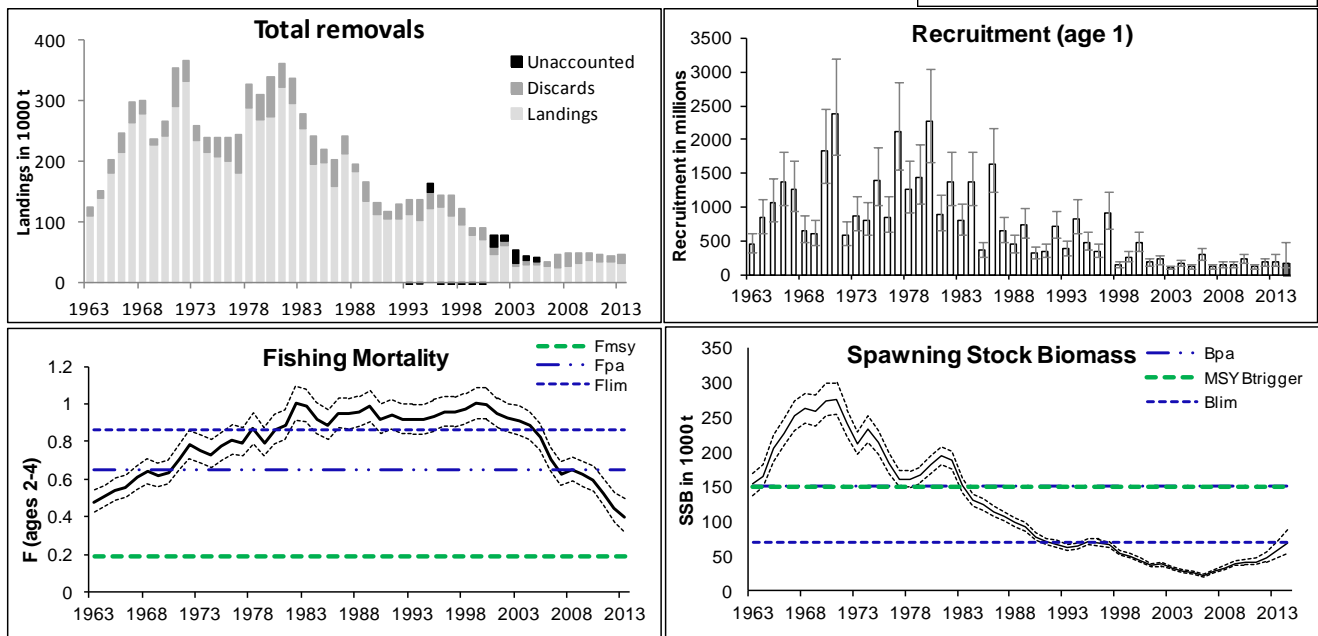 Total removals
Unaccounted
Discards
Landings
Landings in 1000 t
400
300
200
100
0
1963 1968 1973 1978 1983 1988 1993 1998 2003 2008 2013
Recruitment (age 1)
Recruitment in millions
3500
3000
2500
2000
1500
1000
500
0
1963 1968 1973 1978 1983 1988 1993 1998 2003 2008 2013
Fishing Mortality
Fmsy
Fpa
Flim
F (ages 2-4)
1.2
1
0.8
0.6
0.4
0.2
0
1963 1968 1973 1978 1983 1988 1993 1998 2003 2008 2013
Spawning Stock Biomass
Bpa
MSY Btrigger
Blim
SSB in 1000 t
350
300
250
200
150
100
50
0
1963 1968 1973 1978 1983 1988 1993 1998 2003 2008 2013